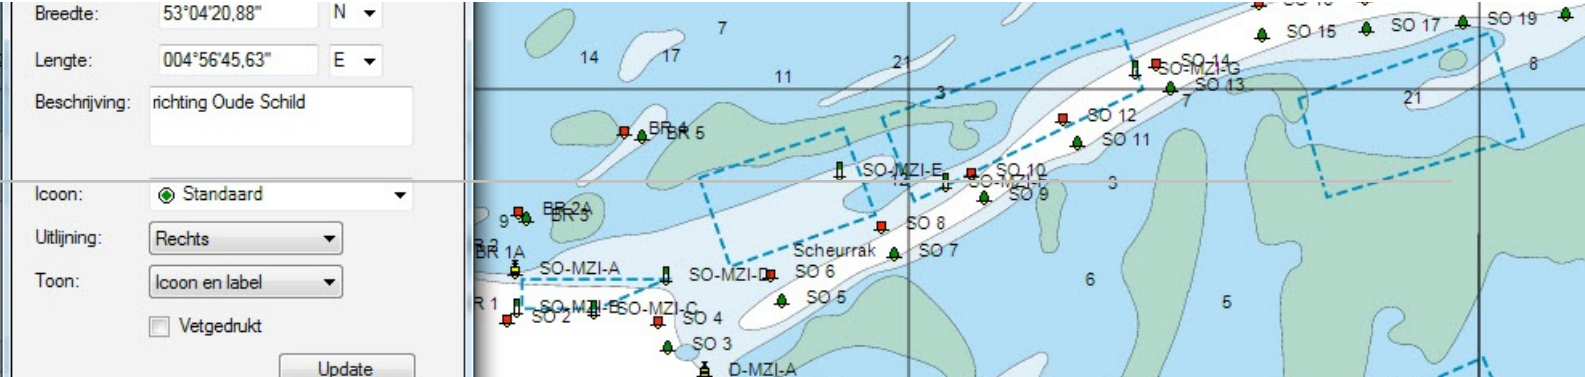 Breedte: 53°04'20,88" N
Lengte: 004°56'45,63" E
Beschrijving: richting Oude Schild
Icoon: Standaard
Uitlijning: Rechts
Toon: Icoon en label
Vetgedrukt
Update
7
SO 17
SO 19
SO 15
14
17
21
SO 14
SO-MZI-G
8
11
SO 13
3
7
21
SO 12
BR 4
BR 5
SO 11
SO-MZI-E
SO 10
SO-MZI-F
3
SO 9
BR 2A
BR 3
9
SO 8
BR 1A
Scheurrak
SO 7
SO-MZI-A
SO-MZI-D
SO 6
6
R 1
SO-MZI-B
SO-MZI-C
SO 5
5
SO 2
SO 4
SO 3
D-MZI-A